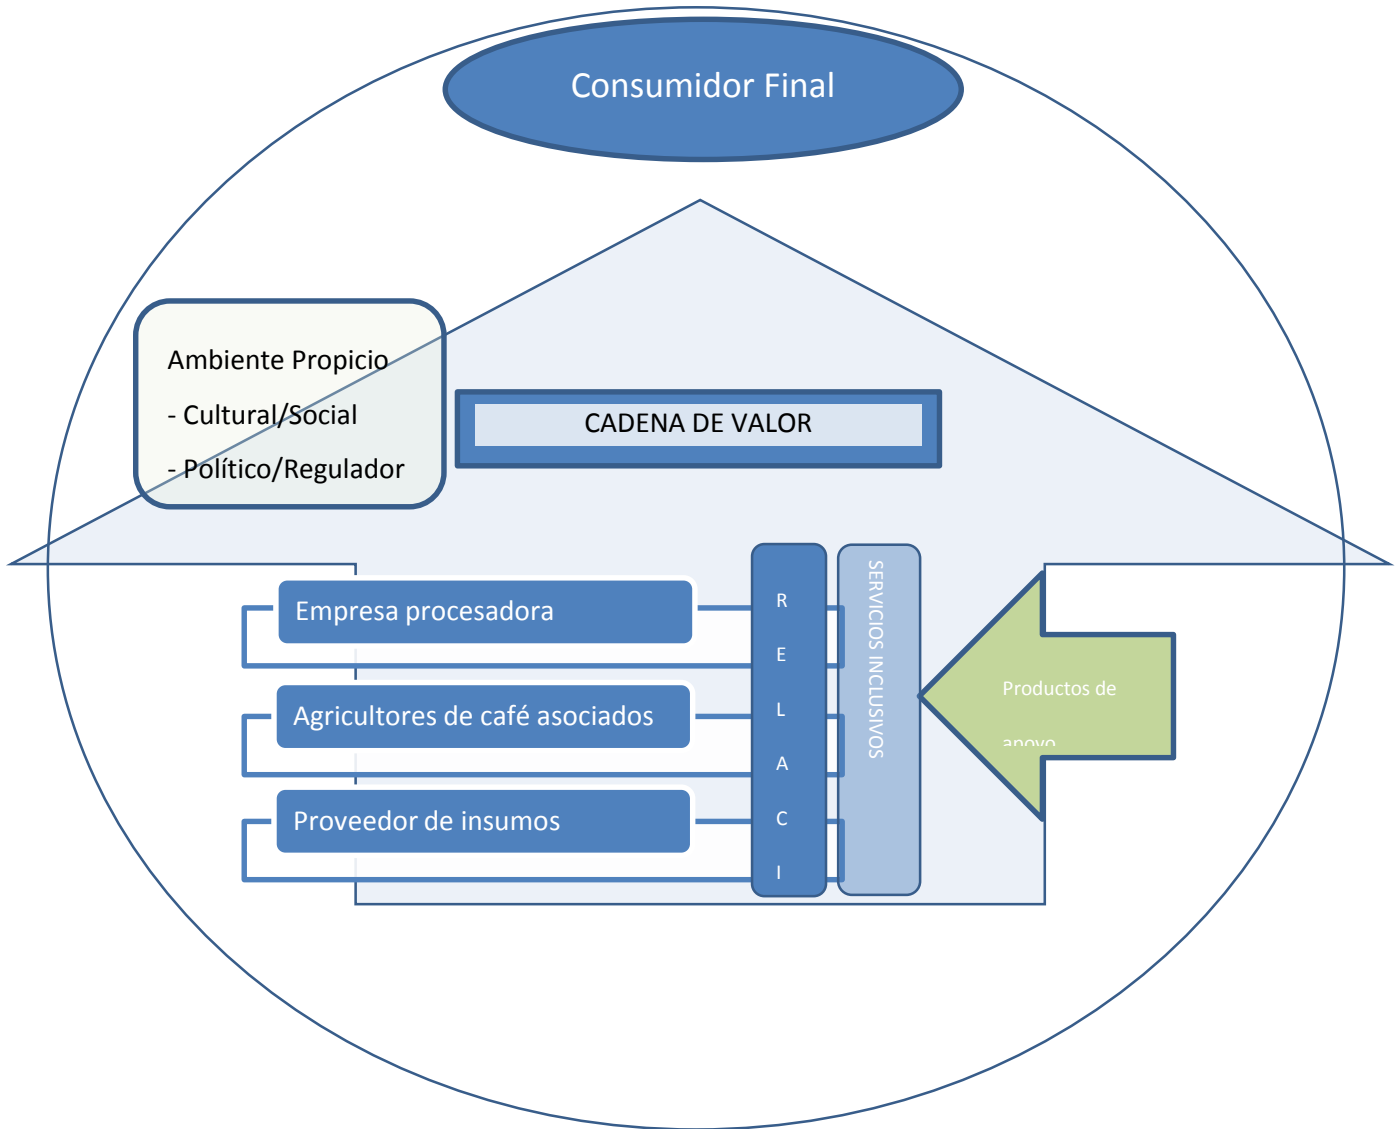 Consumidor Final
Ambiente Propicio
- Cultural/Social
- Político/Regulador
CADENA DE VALOR
Empresa procesadora
Agricultores de café asociados
Proveedor de insumos
R
E
L
A
C
I
SERVICIOS INCLUSIVOS
Productos de
apoyo